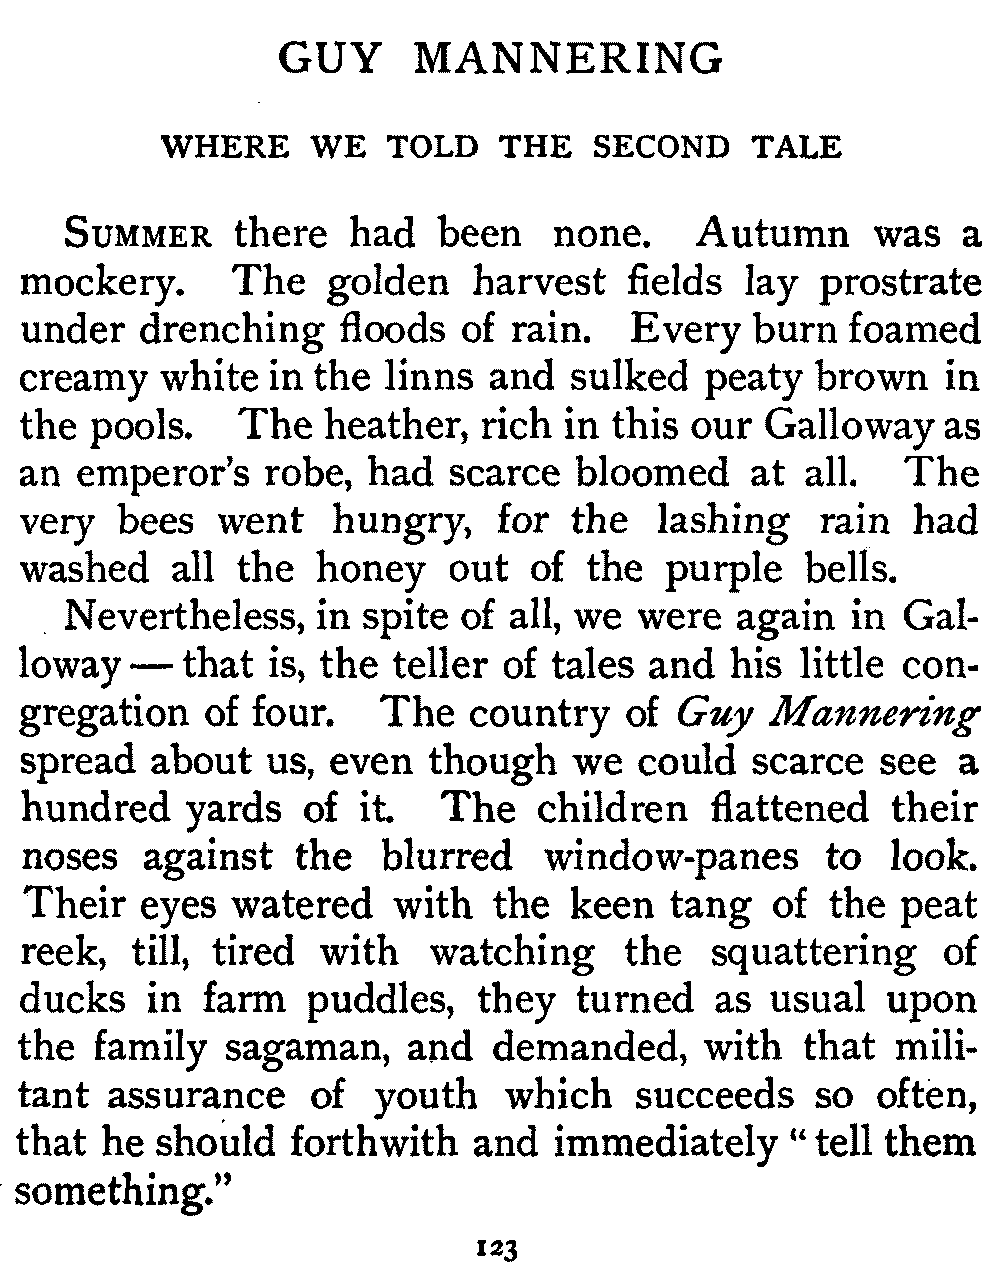 GUY MANNERING
WHERE WE TOLD THE SECOND TALE
SUMMER there had been none. Autumn was a
mockery. The golden harvest fields lay prostrate
under drenching floods of rain. Every burn foamed
creamy white in the linns and sulked peaty brown in
the pools. The heather, rich in this our Galloway as
an emperor's robe, had scarce bloomed at all. The
very bees went hungry, for the lashing rain had
washed all the honey out of the purple bells.
Nevertheless, in spite of all, we were again in Gal-
loway — that is, the teller of tales and his little con-
gregation of four. The country of Guy Mannering
spread about us, even though we could scarce see a
hundred yards of it. The children flattened their
noses against the blurred window-panes to look.
Their eyes watered with the keen tang of the peat
reek, till, tired with watching the squattering of
ducks in farm puddles, they turned as usual upon
the family sagaman, and demanded, with that mili-
tant assurance of youth which succeeds so often,
that he should forthwith and immediately “ tell them
something.”
123